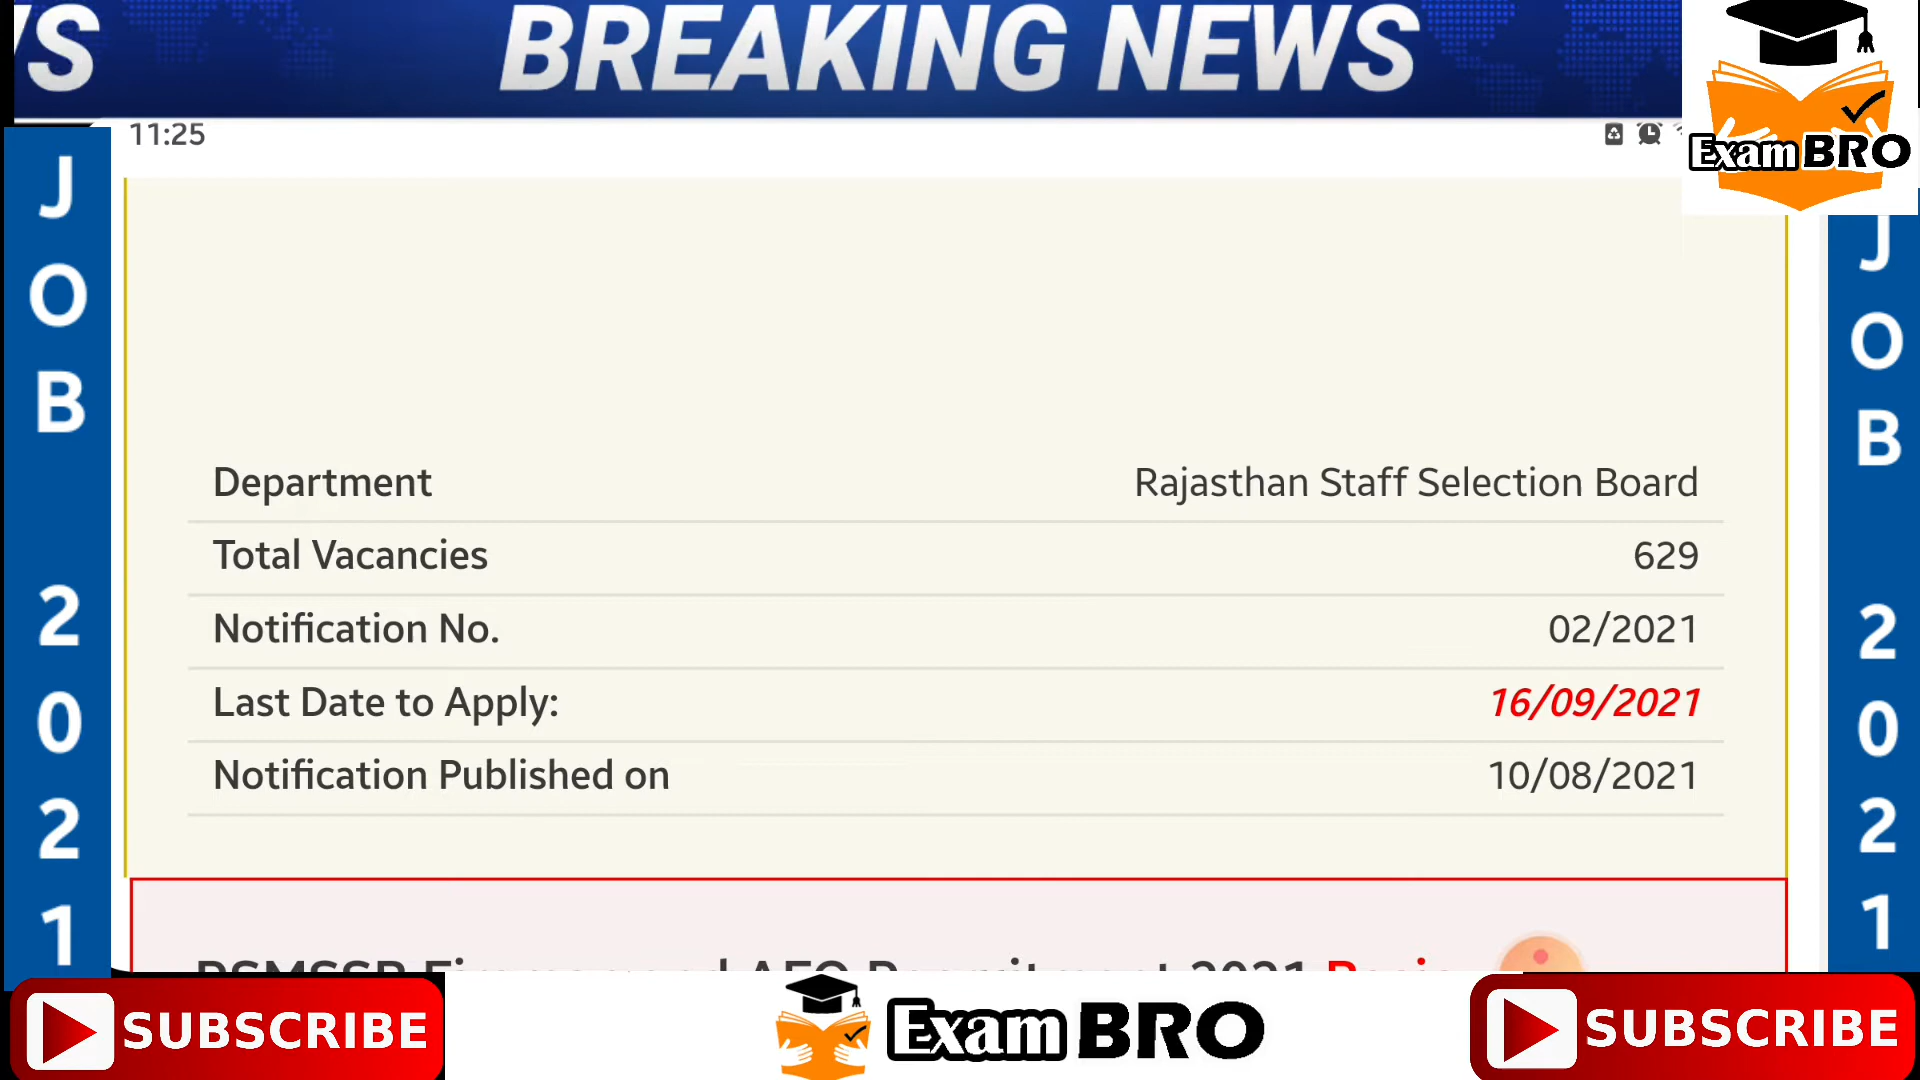 BREAKING NEWS
11:25
Exam BRO
JOB 2021
JOB 2021
Department Rajasthan Staff Selection Board
Total Vacancies 629
Notification No. 02/2021
Last Date to Apply: 16/09/2021
Notification Published on 10/08/2021
Recruitment 2021
SUBSCRIBE
Exam BRO
SUBSCRIBE